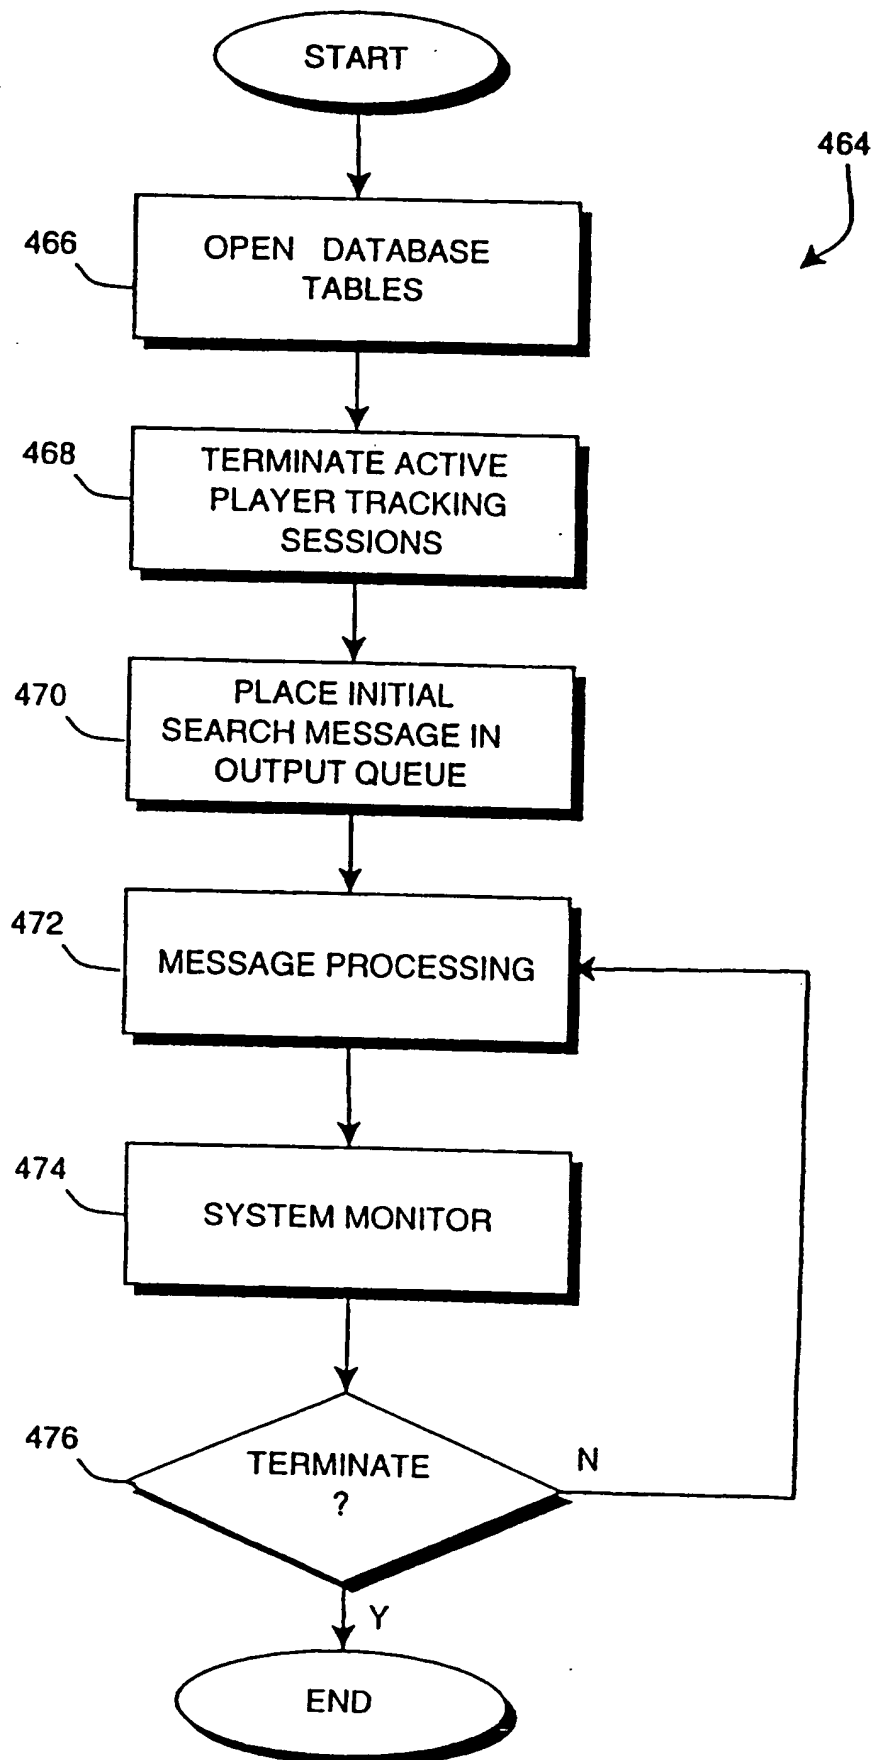 START
464
466
OPEN DATABASE
TABLES
468
TERMINATE ACTIVE
PLAYER TRACKING
SESSIONS
470
PLACE INITIAL
SEARCH MESSAGE IN
OUTPUT QUEUE
472
MESSAGE PROCESSING
474
SYSTEM MONITOR
476
TERMINATE
?
N
Y
END